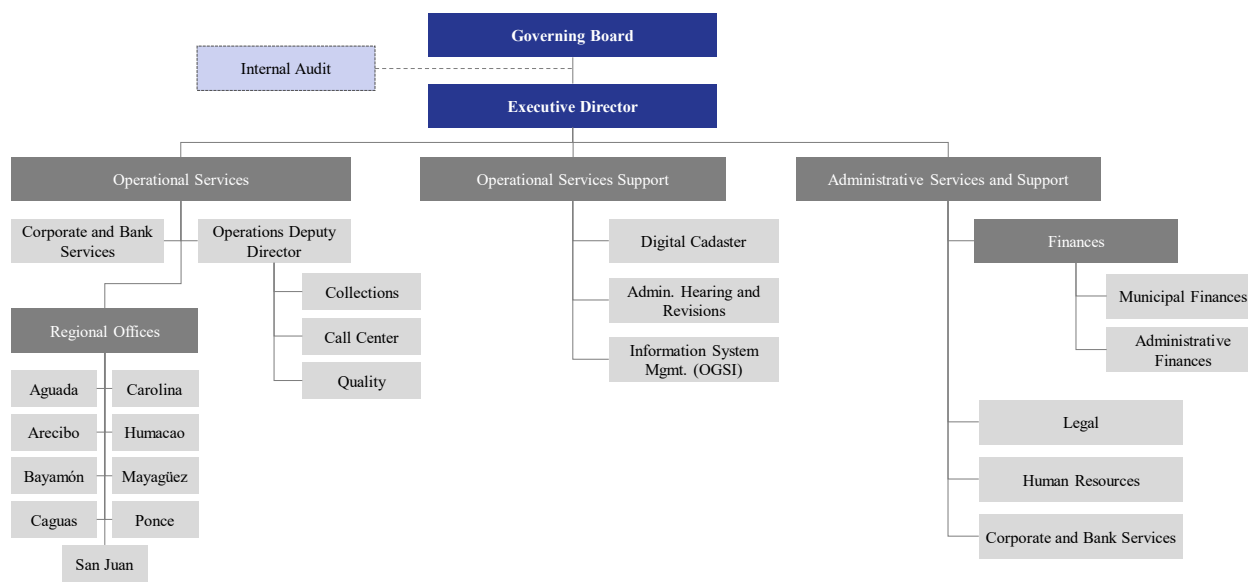 Governing Board
Internal Audit
Executive Director
Operational Services
Operational Services Support
Administrative Services and Support
Corporate and Bank
Services
Operations Deputy
Director
Collections
Call Center
Quality
Regional Offices
Aguada
Carolina
Arecibo
Humacao
Bayamón
Mayagüez
Caguas
Ponce
San Juan
Digital Cadaster
Admin. Hearing and
Revisions
Information System
Mgmt. (OGSI)
Finances
Municipal Finances
Administrative
Finances
Legal
Human Resources
Corporate and Bank Services